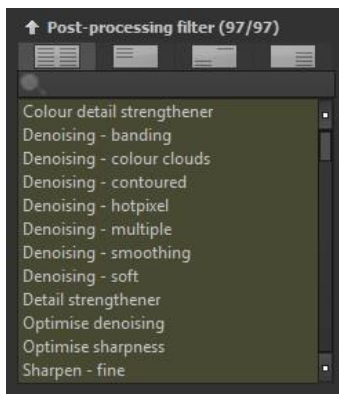 Post-processing filter (97/97)
Colour detail strengthener
Denoising - banding
Denoising - colour clouds
Denoising - contoured
Denoising - hotpixel
Denoising - multiple
Denoising - smoothing
Denoising - soft
Detail strengthener
Optimise denoising
Optimise sharpness
Sharpen - fine